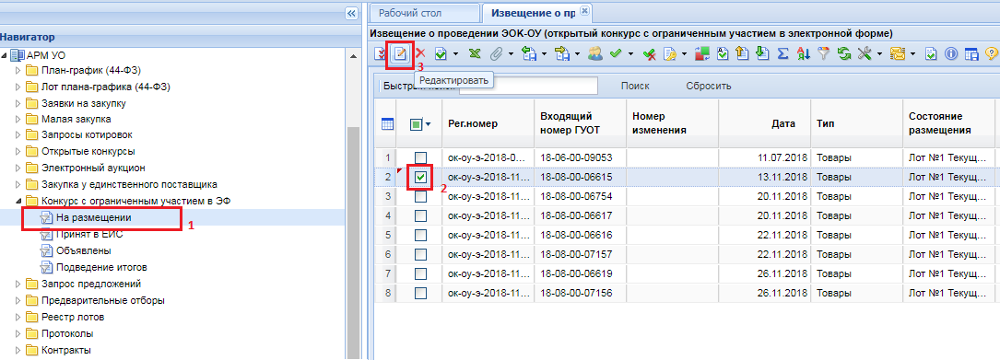 Рабочий стол
Извещение о пр
Навигатор
Извещение о проведении ЭОК-ОУ (открытый конкурс с ограниченным участием в электронной форме)
АРМ УО
План-график (44-ФЗ)
Лот плана-графика (44-ФЗ)
Заявки на закупку
Малая закупка
Запросы котировок
Открытые конкурсы
Электронный аукцион
Закупка у единственного поставщика
Конкурс с ограниченным участием в ЭФ
На размещении
1
Принят в ЕИС
Объявлены
Подведение итогов
Запрос предложений
Предварительные отборы
Реестр лотов
Протоколы
Контракты
3
Редактировать
Быстрый Поиск Сбросить
Рег.номер Входящий номер ГУОТ Номер изменения Дата Тип Состояние размещения
1 ок-оу-э-2018-0... 18-06-00-09053 11.07.2018 Товары Лот №1 Текущ...
2 ок-оу-э-2018-11... 18-08-00-06615 13.11.2018 Товары Лот №1 Текущ...
2
3 ок-оу-э-2018-11... 18-08-00-06754 20.11.2018 Товары Лот №1 Текущ...
4 ок-оу-э-2018-11... 18-08-00-06617 20.11.2018 Товары Лот №1 Текущ...
5 ок-оу-э-2018-11... 18-08-00-06616 22.11.2018 Товары Лот №1 Текущ...
6 ок-оу-э-2018-11... 18-08-00-07157 22.11.2018 Товары Лот №1 Текущ...
7 ок-оу-э-2018-11... 18-08-00-06619 26.11.2018 Товары Лот №1 Текущ...
8 ок-оу-э-2018-11... 18-08-00-07156 26.11.2018 Товары Лот №1 Текущ...